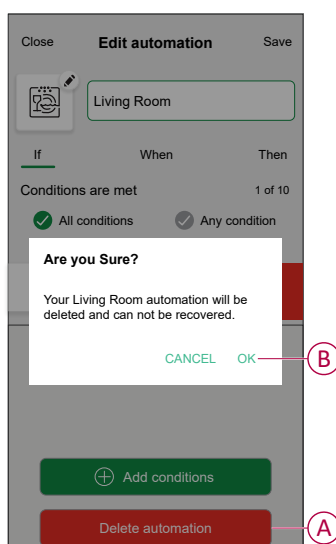 Close Edit automation Save
Living Room
If When Then
Conditions are met 1 of 10
All conditions Any condition
Are you Sure?
Your Living Room automation will be
deleted and can not be recovered.
CANCEL OK
B
Add conditions
Delete automation
A